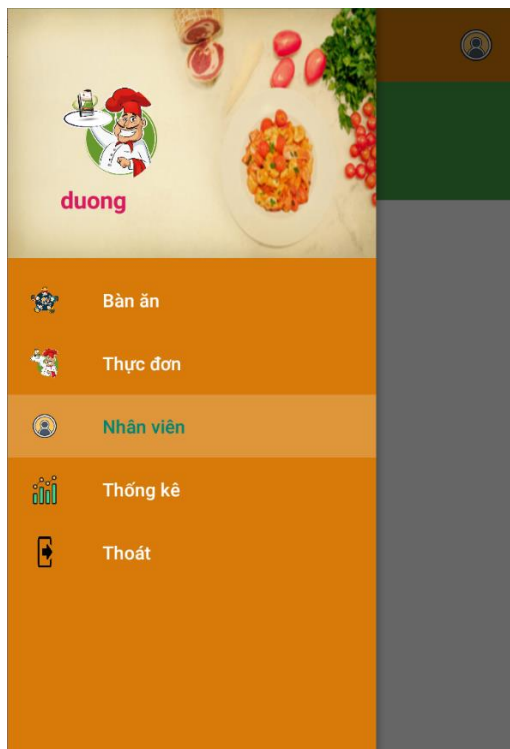 duong
Bàn ăn
Thực đơn
Nhân viên
Thống kê
Thoát